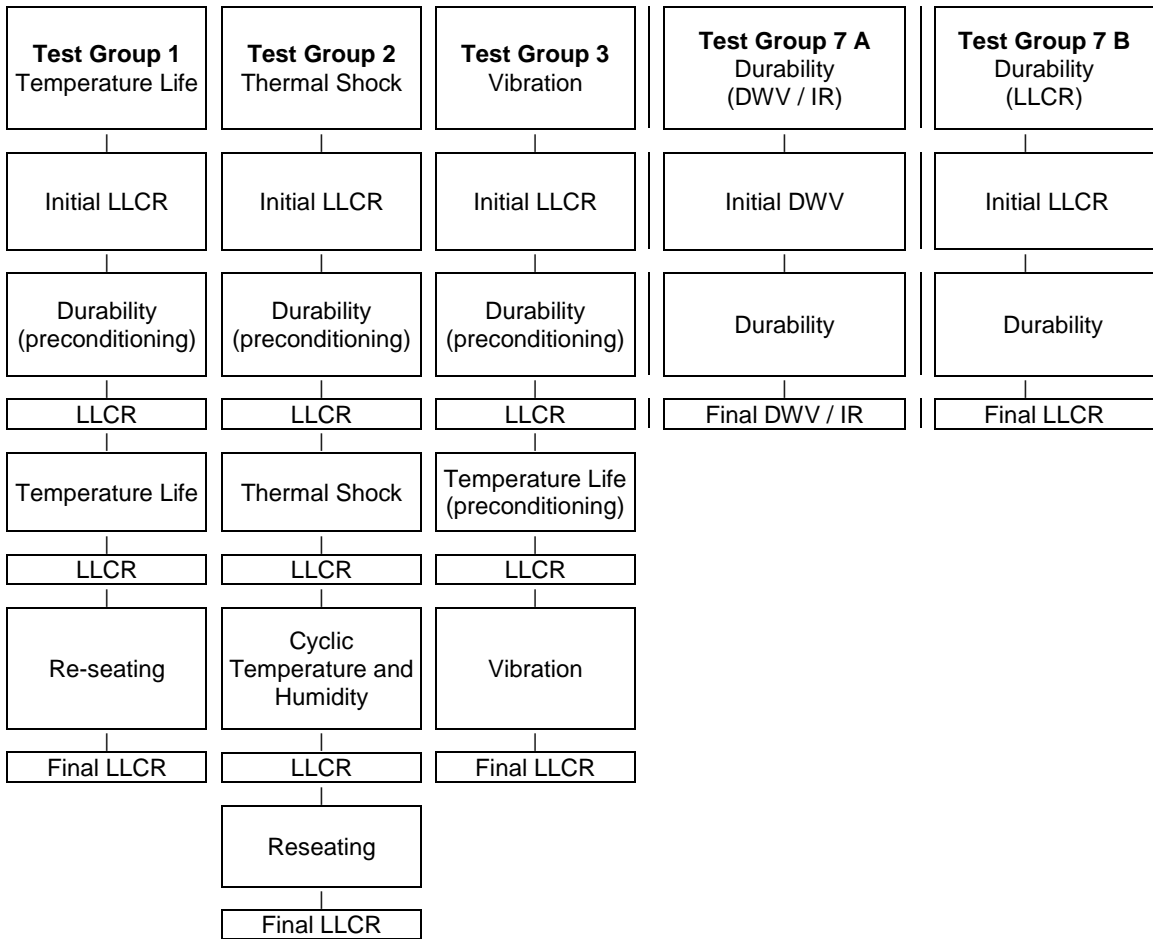 Test Group 1
Temperature Life
Initial LLCR
Durability
(preconditioning)
LLCR
Temperature Life
LLCR
Re-seating
Final LLCR
Test Group 2
Thermal Shock
Initial LLCR
Durability
(preconditioning)
LLCR
Thermal Shock
LLCR
Cyclic
Temperature and
Humidity
LLCR
Reseating
Final LLCR
Test Group 3
Vibration
Initial LLCR
Durability
(preconditioning)
LLCR
Temperature Life
(preconditioning)
LLCR
Vibration
Final LLCR
Test Group 7 A
Durability
(DWV / IR)
Initial DWV
Durability
Final DWV / IR
Test Group 7 B
Durability
(LLCR)
Initial LLCR
Durability
Final LLCR